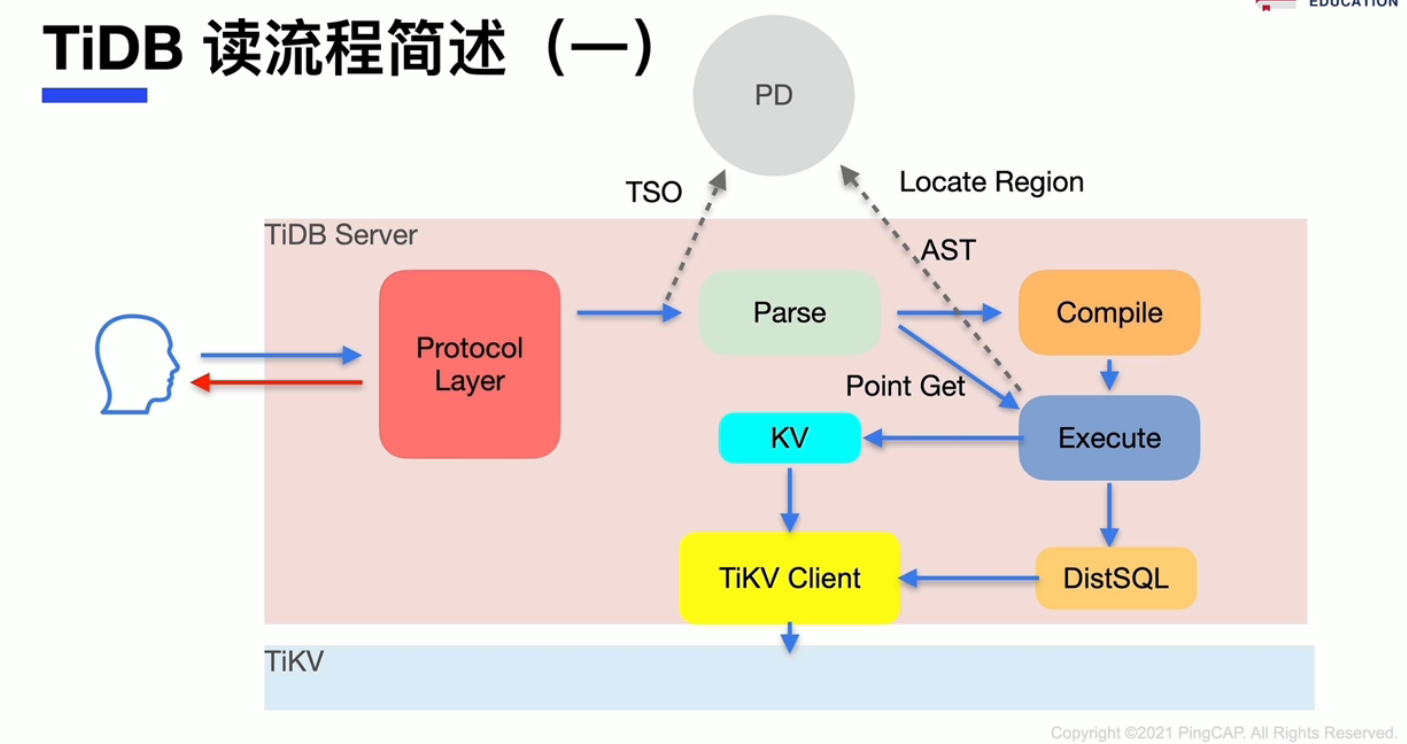 EDUCATION
TiDB 读流程简述（一）
PD
TSO
Locate Region
TiDB Server
AST
Protocol
Layer
Parse
Compile
Point Get
KV
Execute
TiKV Client
DistSQL
TiKV
Copyright ©2021 PingCAP. All Rights Reserved.